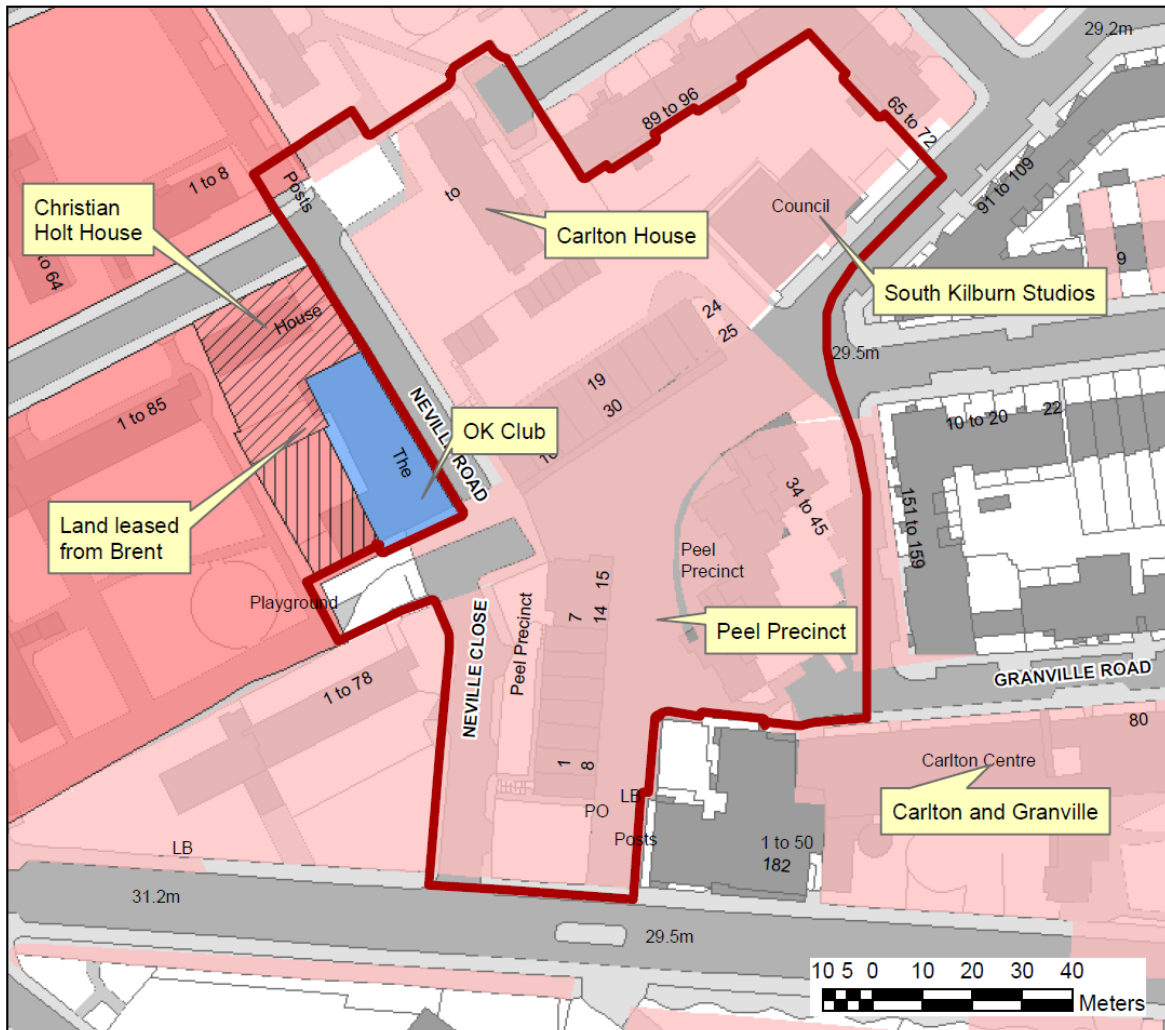 29.2m
89 to 96
65 to 72
1 to 8
Posts
Christian
Holt House
to
Council
91 to 109
Carlton House
to 64
9
South Kilburn Studios
House
24
25
29.5m
19
30
1 to 85
NEVILLE ROAD
OK Club
10 to 20
22
The
34 to 45
151 to 159
Land leased
from Brent
Peel
Precinct
15
Playground
7
14
Peel Precinct
Peel Precinct
NEVILLE CLOSE
GRANVILLE ROAD
1 to 78
80
Carlton Centre
1
8
LB
PO
Carlton and Granville
Posts
1 to 50
182
LB
31.2m
29.5m
10 5 0 10 20 30 40
Meters